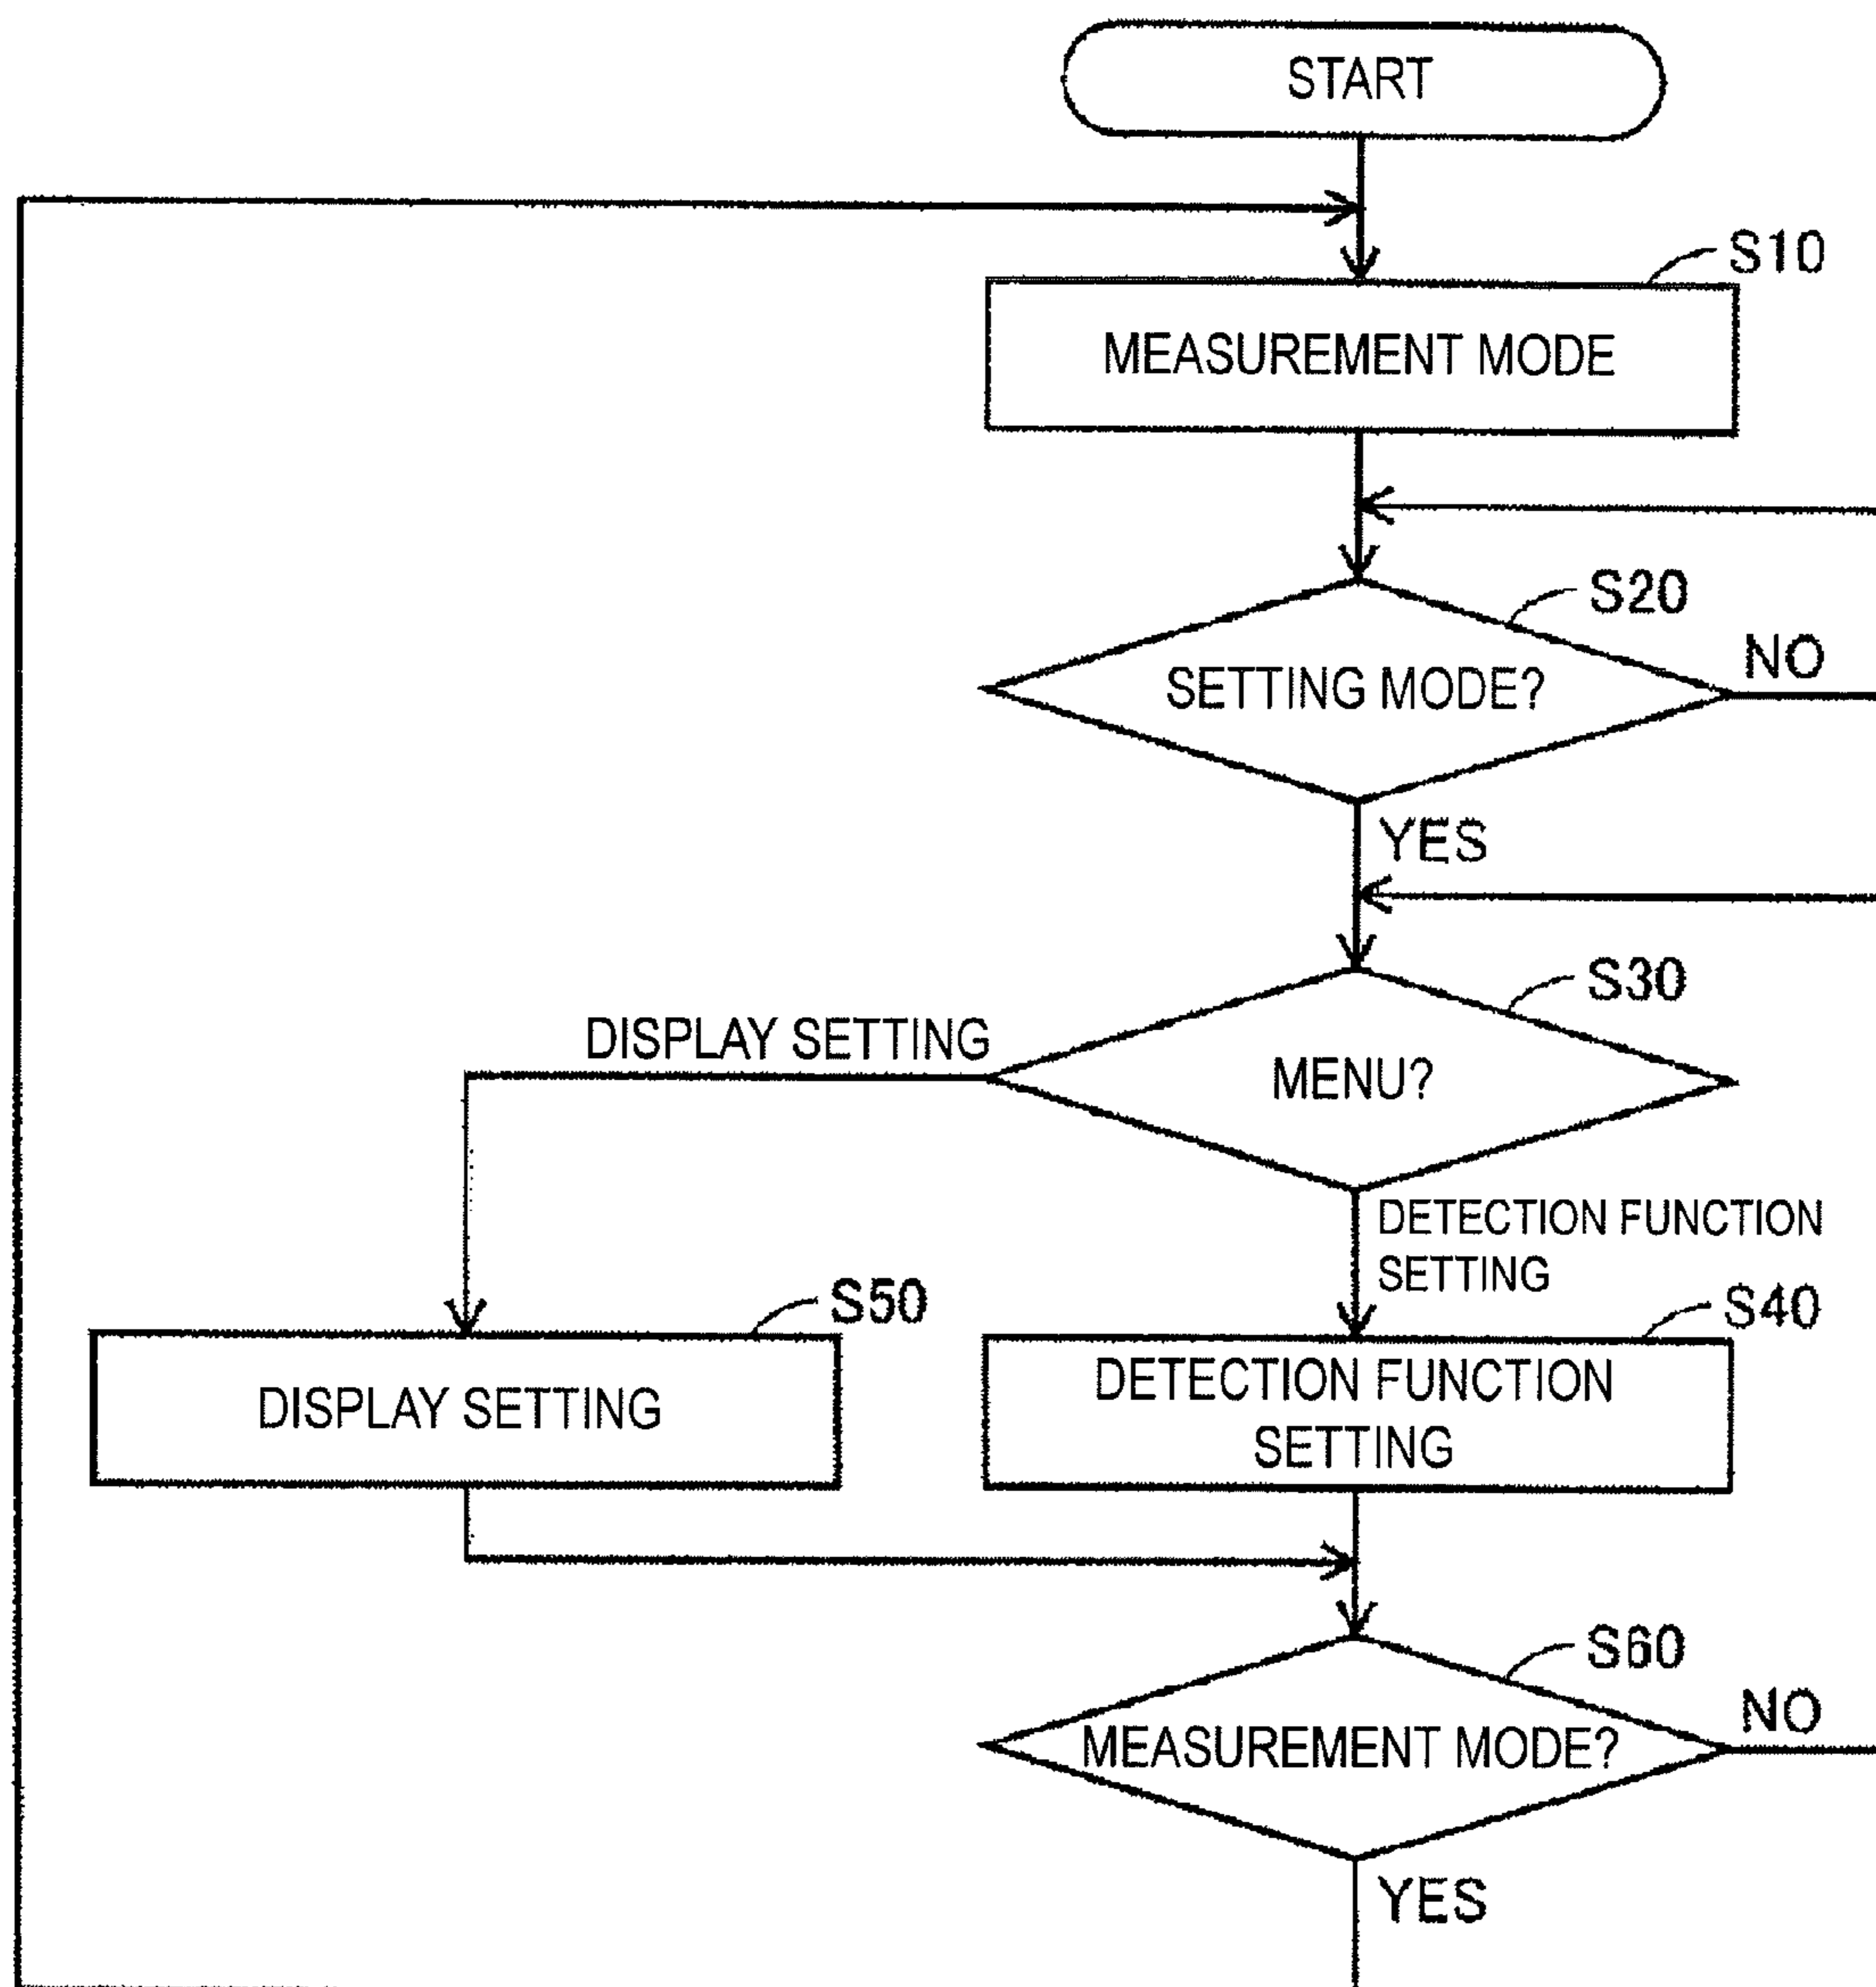 START
S10
MEASUREMENT MODE
S20
SETTING MODE?
NO
YES
S30
DISPLAY SETTING
MENU?
DETECTION FUNCTION
SETTING
S50
S40
DISPLAY SETTING
DETECTION FUNCTION
SETTING
S60
MEASUREMENT MODE?
NO
YES